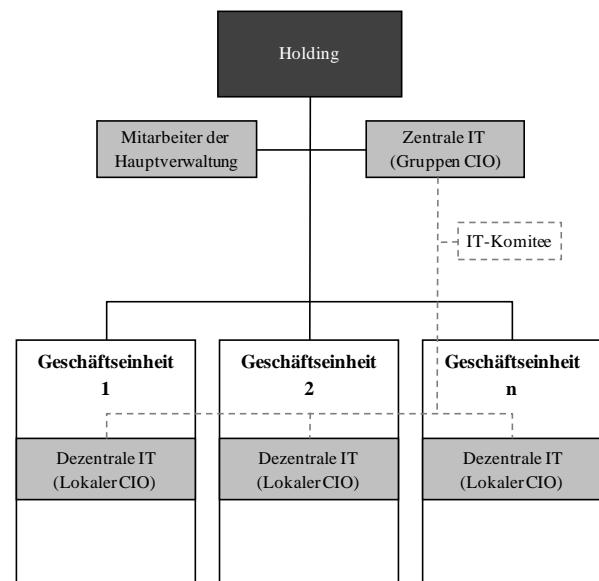 Holding
Mitarbeiter der
Hauptverwaltung
Zentrale IT
(Gruppen CIO)
IT-Komitee
Geschäftseinheit
1
Geschäftseinheit
2
Geschäftseinheit
n
Dezentrale IT
(Lokaler CIO)
Dezentrale IT
(Lokaler CIO)
Dezentrale IT
(Lokaler CIO)